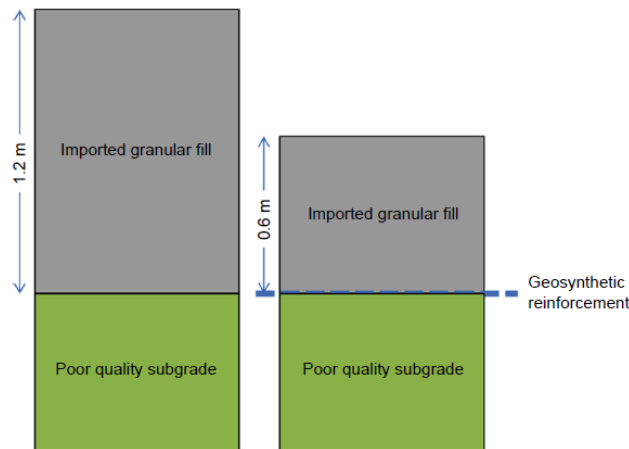 1.2 m
Imported granular fill
Poor quality subgrade
0.6 m
Imported granular fill
Poor quality subgrade
Geosynthetic
reinforcement